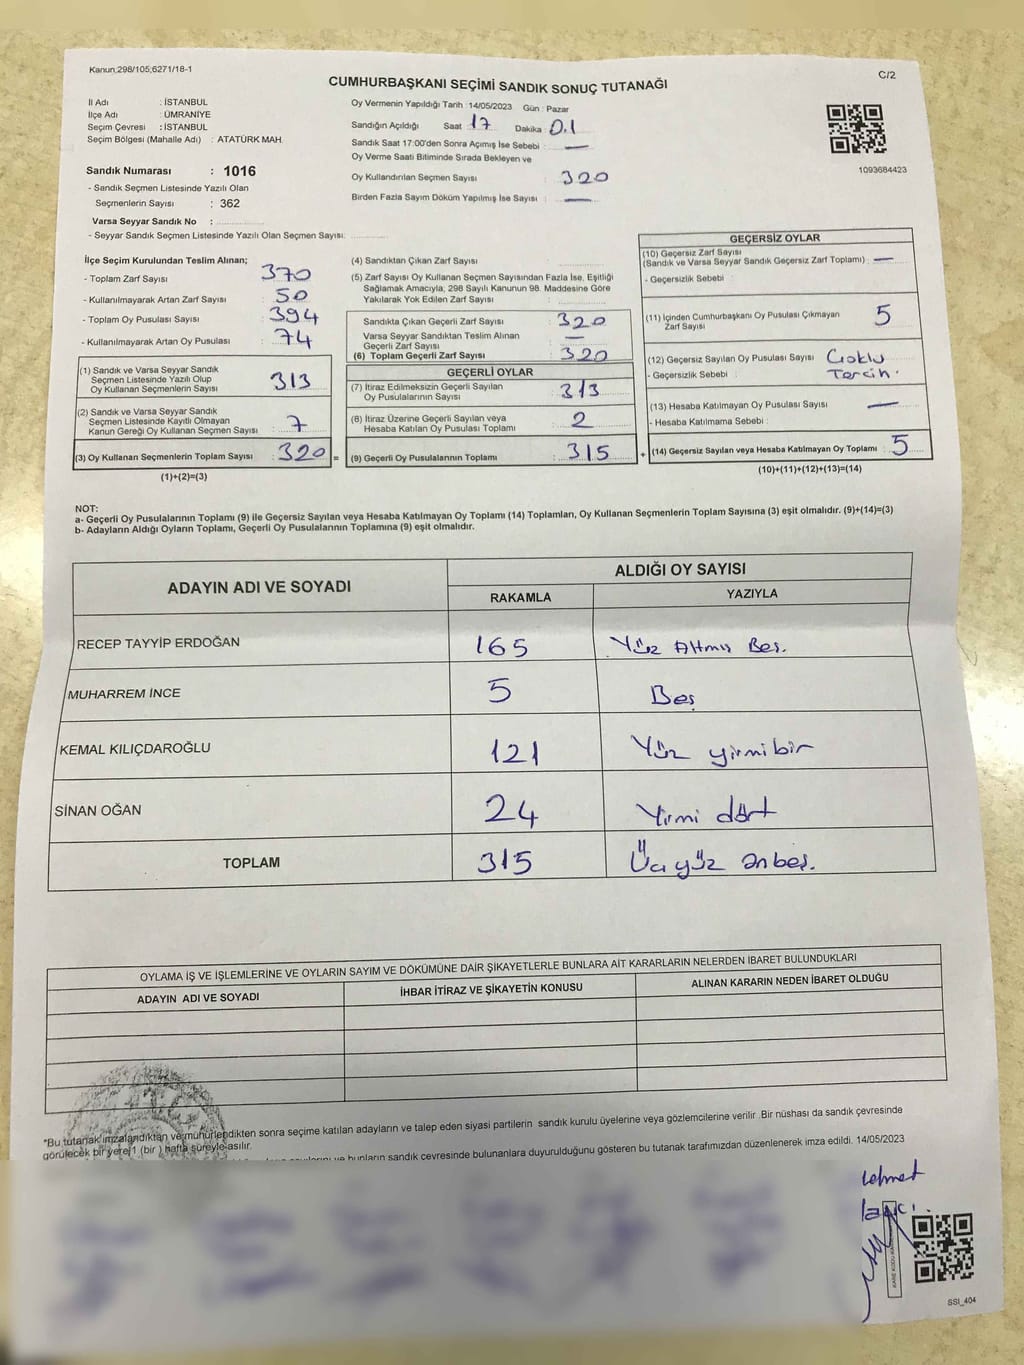 Kanun;298/105;6271/18-1
C/2
CUMHURBAŞKANI SEÇİMİ SANDIK SONUÇ TUTANAĞI
İl Adı : İSTANBUL
İlçe Adı : ÜMRANİYE
Seçim Çevresi : İSTANBUL
Seçim Bölgesi (Mahalle Adı) : ATATÜRK MAH.
Sandık Numarası : 1016
- Sandık Seçmen Listesinde Yazılı Olan
Seçmenlerin Sayısı : 362
Varsa Seyyar Sandık No :
- Seyyar Sandık Seçmen Listesinde Yazılı Olan Seçmen Sayısı:
Oy Vermenin Yapıldığı Tarih : 14/05/2023 Gün : Pazar
Sandığın Açıldığı Saat : 17 Dakika : 01
Sandık Saat 17:00'den Sonra Açımış İse Sebebi : —
Oy Verme Saati Bitiminde Sırada Bekleyen ve
Oy Kullandırılan Seçmen Sayısı : 320
Birden Fazla Sayım Döküm Yapılmış İse Sayısı : —
1093684423
İlçe Seçim Kurulundan Teslim Alınan;
- Toplam Zarf Sayısı : 370
- Kullanılmayarak Artan Zarf Sayısı : 50
- Toplam Oy Pusulası Sayısı : 394
- Kullanılmayarak Artan Oy Pusulası : 74
(1) Sandık ve Varsa Seyyar Sandık
Seçmen Listesinde Yazılı Olup
Oy Kullanan Seçmenlerin Sayısı : 313
(2) Sandık ve Varsa Seyyar Sandık
Seçmen Listesinde Kayıtlı Olmayan
Kanun Gereği Oy Kullanan Seçmen Sayısı : 7
(3) Oy Kullanan Seçmenlerin Toplam Sayısı : 320 =
(1)+(2)=(3)
(4) Sandıktan Çıkan Zarf Sayısı :
(5) Zarf Sayısı Oy Kullanan Seçmen Sayısından Fazla İse, Eşitliği
Sağlamak Amacıyla, 298 Sayılı Kanunun 98. Maddesine Göre
Yakılarak Yok Edilen Zarf Sayısı :
Sandıkta Çıkan Geçerli Zarf Sayısı : 320
Varsa Seyyar Sandıktan Teslim Alınan
Geçerli Zarf Sayısı : —
(6) Toplam Geçerli Zarf Sayısı : 320
GEÇERLİ OYLAR
(7) İtiraz Edilmeksizin Geçerli Sayılan
Oy Pusulalarının Sayısı : 313
(8) İtiraz Üzerine Geçerli Sayılan veya
Hesaba Katılan Oy Pusulası Toplamı : 2
(9) Geçerli Oy Pusulalarının Toplamı : 315 +
GEÇERSİZ OYLAR
(10) Geçersiz Zarf Sayısı
(Sandık ve Varsa Seyyar Sandık Geçersiz Zarf Toplamı) : —
- Geçersizlik Sebebi :
(11) İçinden Cumhurbaşkanı Oy Pusulası Çıkmayan
Zarf Sayısı 5
(12) Geçersiz Sayılan Oy Pusulası Sayısı : Çoklu
- Geçersizlik Sebebi : Tercih.
(13) Hesaba Katılmayan Oy Pusulası Sayısı : —
- Hesaba Katılmama Sebebi :
(14) Geçersiz Sayılan veya Hesaba Katılmayan Oy Toplamı : 5
(10)+(11)+(12)+(13)=(14)
NOT:
a- Geçerli Oy Pusulalarının Toplamı (9) ile Geçersiz Sayılan veya Hesaba Katılmayan Oy Toplamı (14) Toplamları, Oy Kullanan Seçmenlerin Toplam Sayısına (3) eşit olmalıdır. (9)+(14)=(3)
b- Adayların Aldığı Oyların Toplamı, Geçerli Oy Pusulalarının Toplamına (9) eşit olmalıdır.
ADAYIN ADI VE SOYADI
ALDIĞI OY SAYISI
RAKAMLA YAZIYLA
RECEP TAYYİP ERDOĞAN 165 Yüz Altmış Beş.
MUHARREM İNCE 5 Beş
KEMAL KILIÇDAROĞLU 121 Yüz yirmibir
SİNAN OĞAN 24 Yirmi dört
TOPLAM 315 Üçyüz onbeş.
OYLAMA İŞ VE İŞLEMLERİNE VE OYLARIN SAYIM VE DÖKÜMÜNE DAİR ŞİKAYETLERLE BUNLARA AİT KARARLARIN NELERDEN İBARET BULUNDUKLARI
ADAYIN ADI VE SOYADI İHBAR İTİRAZ VE ŞİKAYETİN KONUSU ALINAN KARARIN NEDEN İBARET OLDUĞU
*Bu tutanak imzalandıktan ve mühürlendikten sonra seçime katılan adayların ve talep eden siyasi partilerin sandık kurulu üyelerine veya gözlemcilerine verilir. Bir nüshası da sandık çevresinde
görülecek bir yere 1 (bir) hafta süreyle asılır.
ve bunların sandık çevresinde bulunanlara duyurulduğunu gösteren bu tutanak tarafımızdan düzenlenerek imza edildi. 14/05/2023
SSI_404